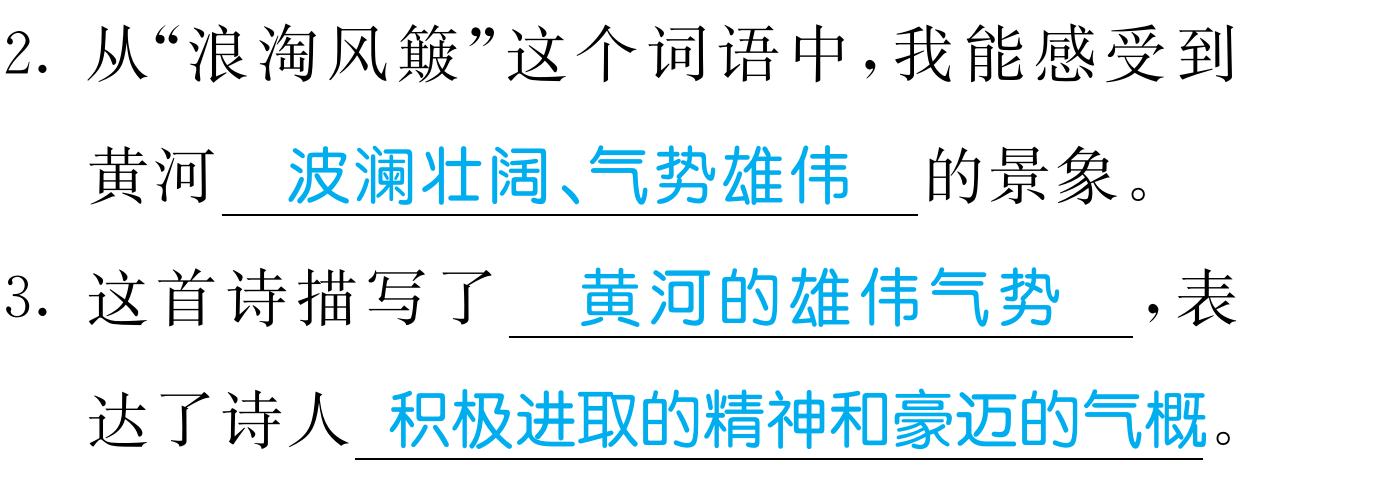 2. 从“浪淘风簸”这个词语中,我能感受到
黄河 波澜壮阔、气势雄伟 的景象。
3. 这首诗描写了 黄河的雄伟气势 ,表
达了诗人 积极进取的精神和豪迈的气概。